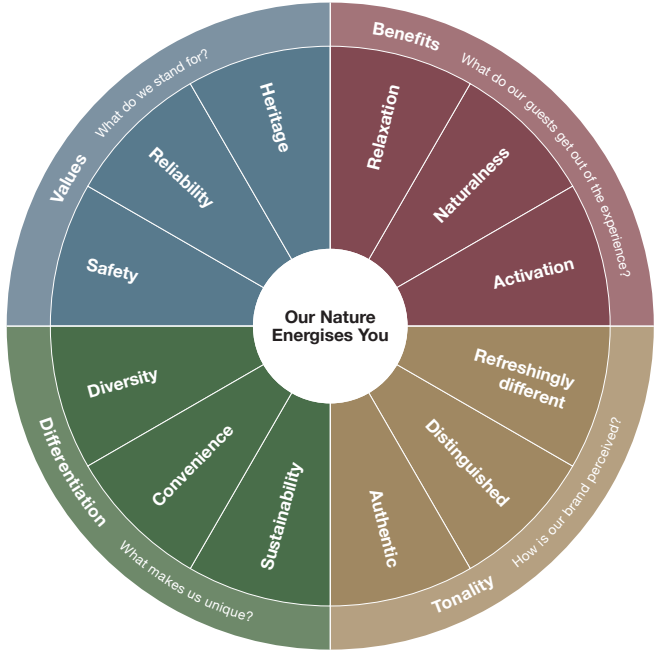 Our Nature
Energises You
Benefits
What do our guests get out of the experience?
Relaxation
Naturalness
Activation
Tonality
How is our brand perceived?
Refreshingly
different
Distinguished
Authentic
Differentiation
What makes us unique?
Sustainability
Convenience
Diversity
Values
What do we stand for?
Safety
Reliability
Heritage